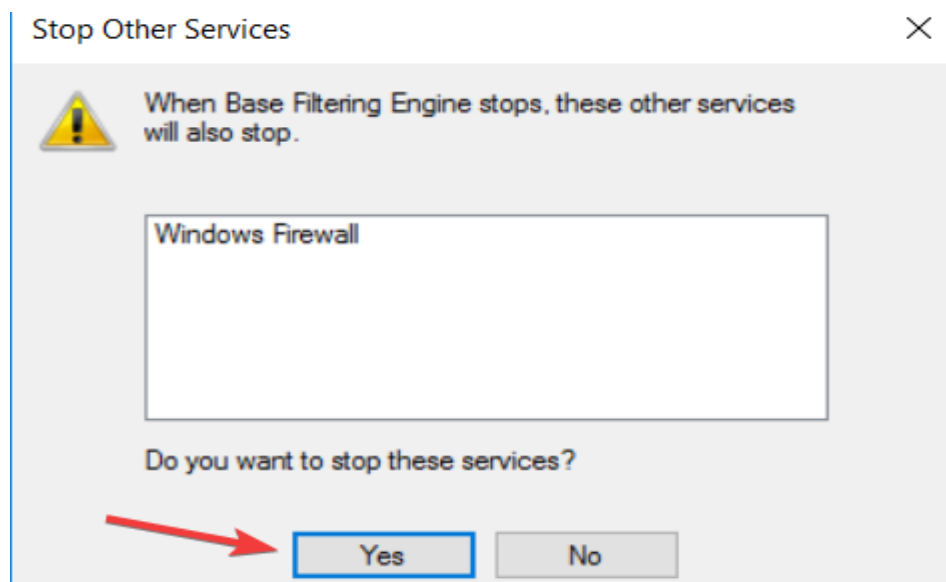 Stop Other Services
When Base Filtering Engine stops, these other services
will also stop.
Windows Firewall
Do you want to stop these services?
Yes
No